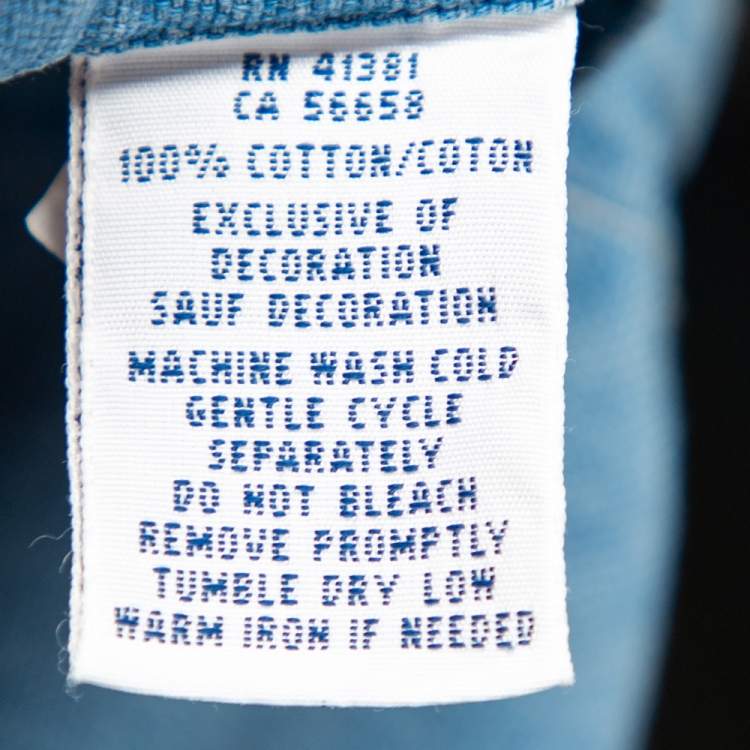 RN 41381
CA 56658
100% COTTON/COTON
EXCLUSIVE OF
DECORATION
SAUF DECORATION
MACHINE WASH COLD
GENTLE CYCLE
SEPARATELY
DO NOT BLEACH
REMOVE PROMPTLY
TUMBLE DRY LOW
WARM IRON IF NEEDED